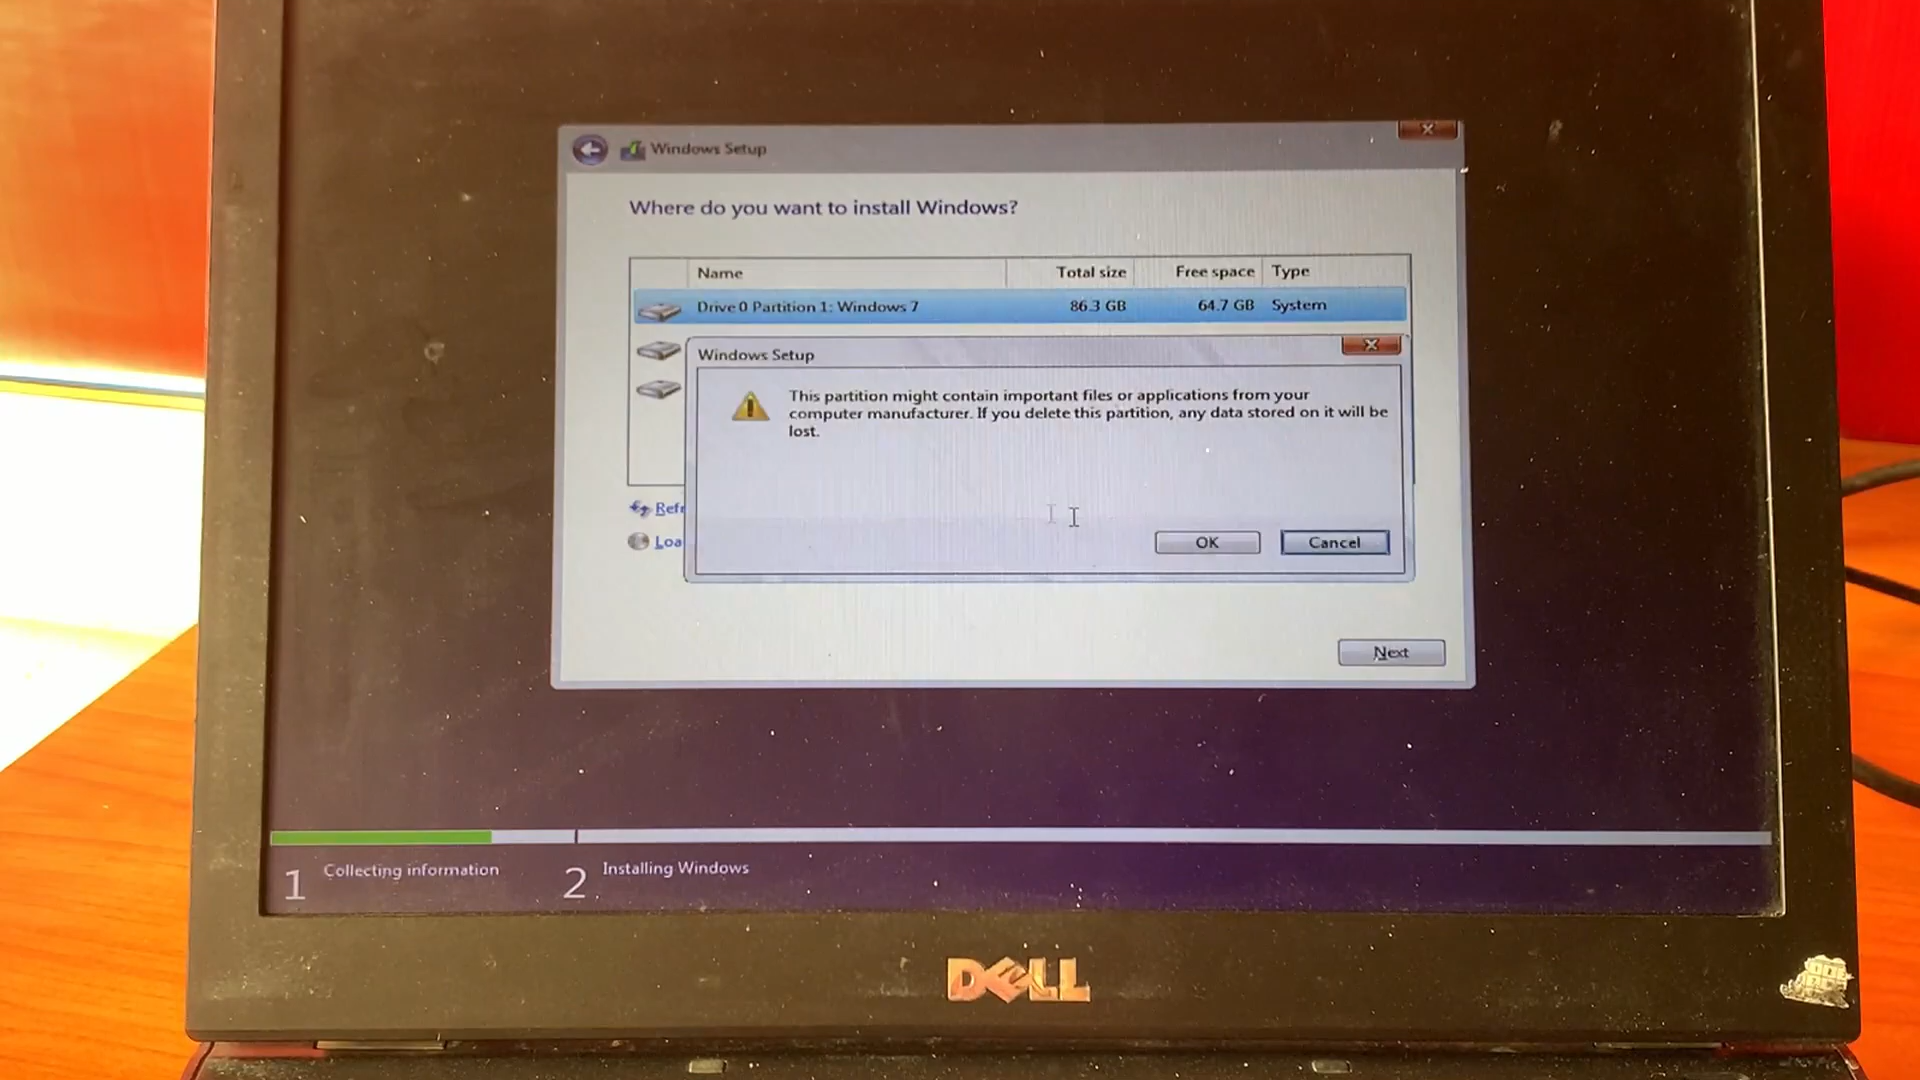 Windows Setup
Where do you want to install Windows?
Name Total size Free space Type
Drive 0 Partition 1: Windows 7 86.3 GB 64.7 GB System
Windows Setup
This partition might contain important files or applications from your
computer manufacturer. If you delete this partition, any data stored on it will be
lost.
Refr
Loa
OK Cancel
Next
1 Collecting information 2 Installing Windows
DELL